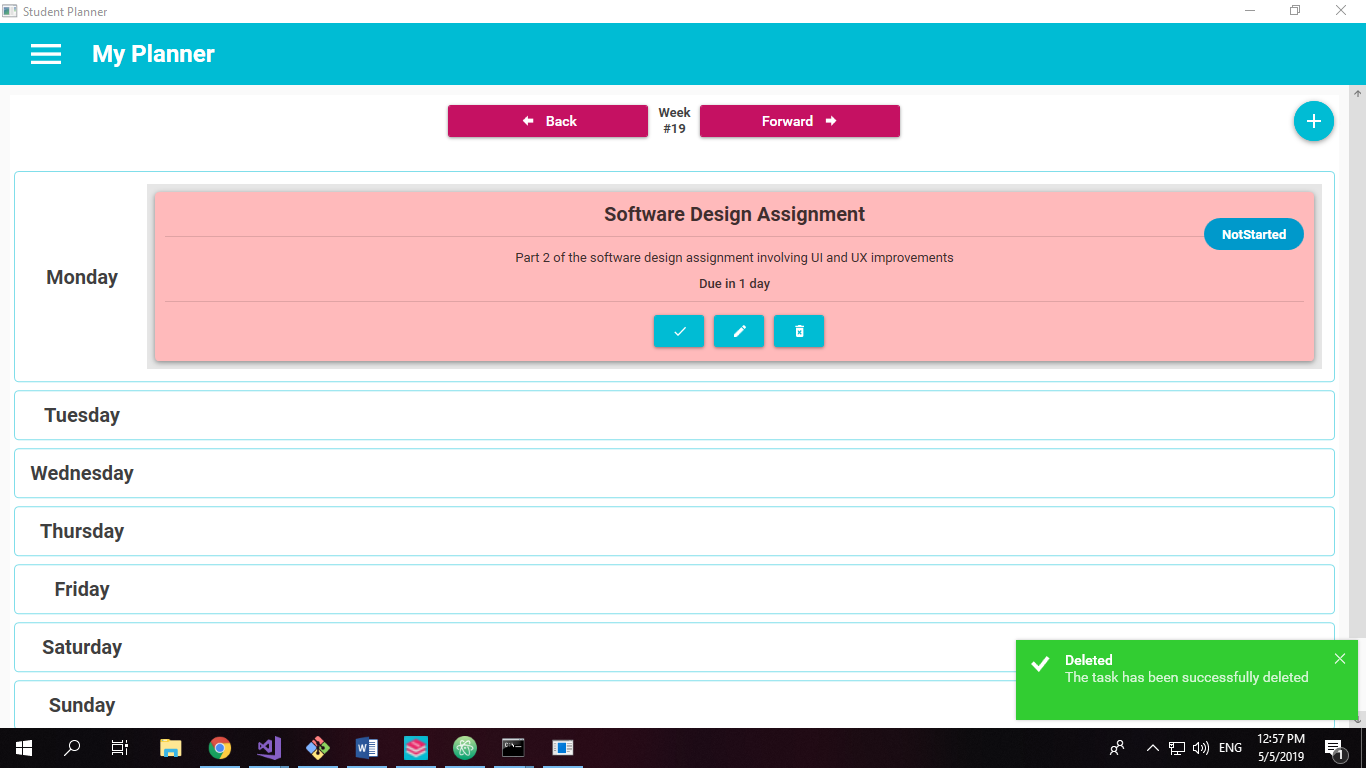 Student Planner
My Planner
Back
Week
#19
Forward
Monday
Software Design Assignment
NotStarted
Part 2 of the software design assignment involving UI and UX improvements
Due in 1 day
Tuesday
Wednesday
Thursday
Friday
Saturday
Sunday
Deleted
The task has been successfully deleted
ENG
12:57 PM
5/5/2019
1